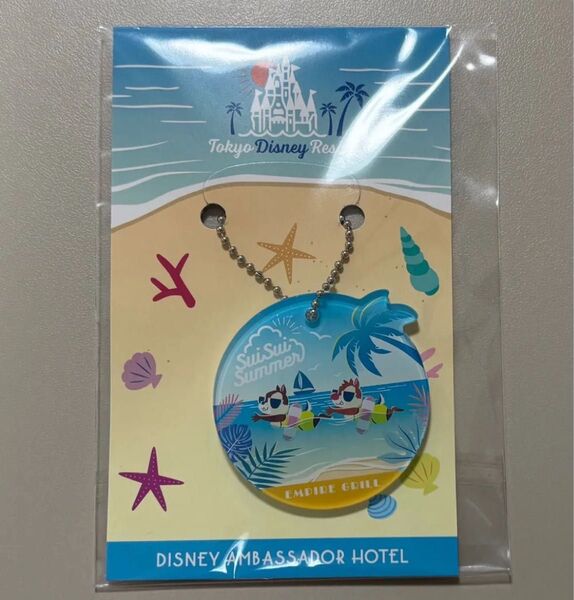 Tokyo Disney Resort
Sui Sui
Summer
EMPIRE GRILL
DISNEY AMBASSADOR HOTEL